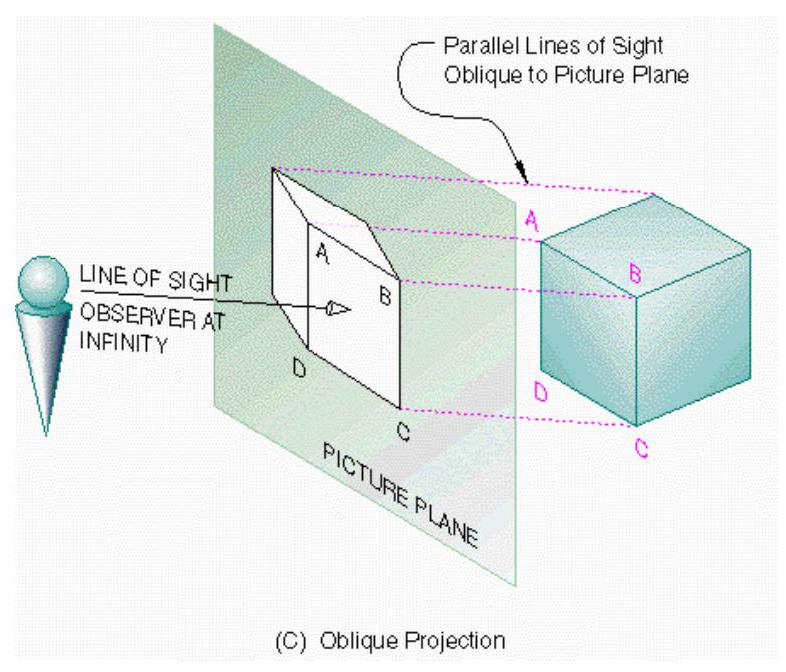 Parallel Lines of Sight
Oblique to Picture Plane
A
B
LINE OF SIGHT
OBSERVER AT
INFINITY
A
B
D
C
D
C
PICTURE PLANE
(C) Oblique Projection